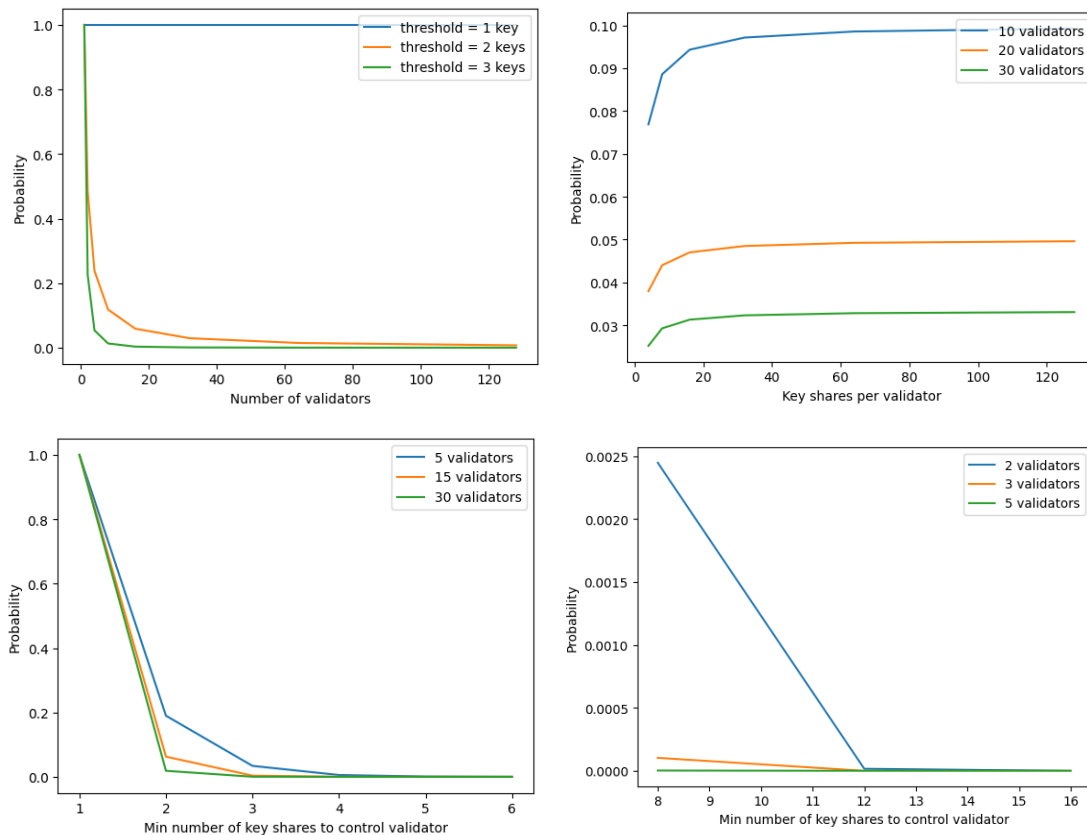 1.0
0.8
0.6
0.4
0.2
0.0
Probability
threshold = 1 key
threshold = 2 keys
threshold = 3 keys
0 20 40 60 80 100 120
Number of validators
0.10
0.09
0.08
0.07
0.06
0.05
0.04
0.03
Probability
10 validators
20 validators
30 validators
0 20 40 60 80 100 120
Key shares per validator
1.0
0.8
0.6
0.4
0.2
0.0
Probability
5 validators
15 validators
30 validators
1 2 3 4 5 6
Min number of key shares to control validator
0.0025
0.0020
0.0015
0.0010
0.0005
0.0000
Probability
2 validators
3 validators
5 validators
8 9 10 11 12 13 14 15 16
Min number of key shares to control validator